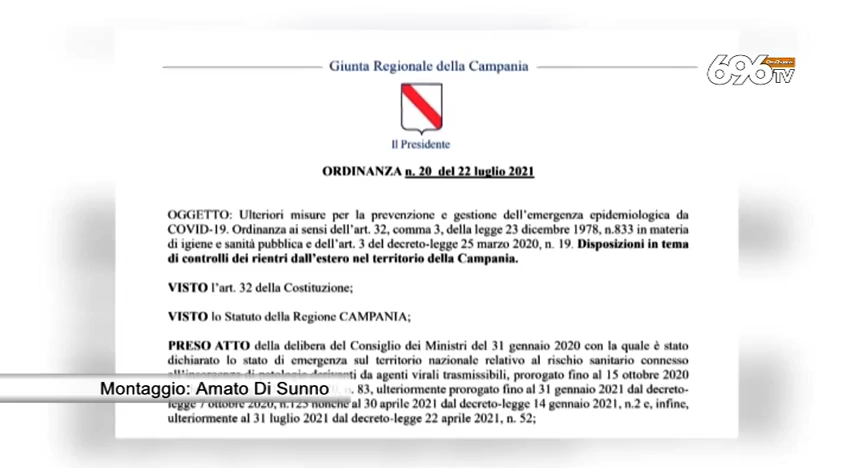 Giunta Regionale della Campania
696 TV
Il Presidente
ORDINANZA n. 20 del 22 luglio 2021
OGGETTO: Ulteriori misure per la prevenzione e gestione dell'emergenza epidemiologica da
COVID-19. Ordinanza ai sensi dell'art. 32, comma 3, della legge 23 dicembre 1978, n.833 in materia
di igiene e sanità pubblica e dell'art. 3 del decreto-legge 25 marzo 2020, n. 19. Disposizioni in tema
di controlli dei rientri dall'estero nel territorio della Campania.
VISTO l'art. 32 della Costituzione;
VISTO lo Statuto della Regione CAMPANIA;
PRESO ATTO della delibera del Consiglio dei Ministri del 31 gennaio 2020 con la quale è stato
dichiarato lo stato di emergenza sul territorio nazionale relativo al rischio sanitario connesso
da agenti virali trasmissibili, prorogato fino al 15 ottobre 2020
Montaggio: Amato Di Sunno
n. 83, ulteriormente prorogato fino al 31 gennaio 2021 dal decreto-
legge 7 ottobre 2020, n.125 nonché al 30 aprile 2021 dal decreto-legge 14 gennaio 2021, n.2 e, infine,
ulteriormente al 31 luglio 2021 dal decreto-legge 22 aprile 2021, n. 52;